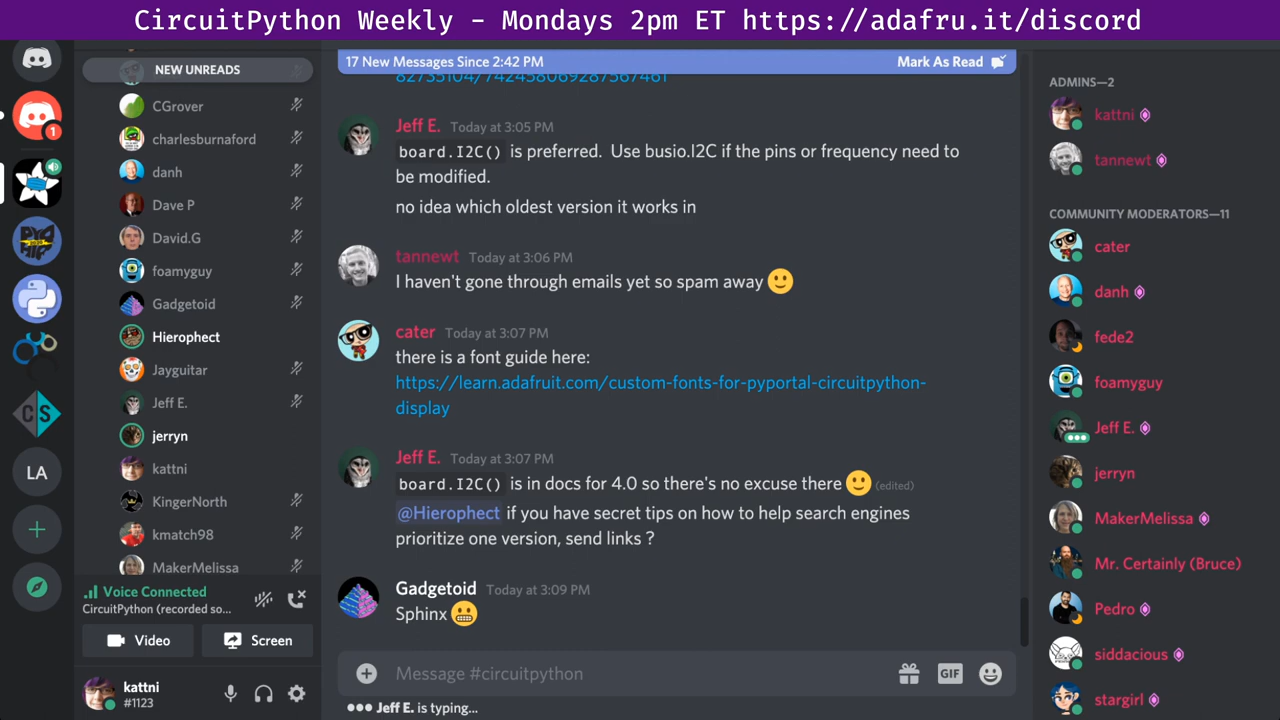 CircuitPython Weekly - Mondays 2pm ET https://adafru.it/discord
NEW UNREADS
CGrover
charlesburnaford
danh
Dave P
David.G
foamyguy
Gadgetoid
Hierophect
Jayguitar
Jeff E.
jerryn
kattni
KingerNorth
kmatch98
MakerMelissa
Voice Connected
CircuitPython (recorded so...
Video
Screen
kattni
#1123
1
LA
17 New Messages Since 2:42 PM
Mark As Read
82735104/742458069287567461
Jeff E. Today at 3:05 PM
board.I2C() is preferred. Use busio.I2C if the pins or frequency need to
be modified.
no idea which oldest version it works in
tannewt Today at 3:06 PM
I haven't gone through emails yet so spam away
cater Today at 3:07 PM
there is a font guide here:
https://learn.adafruit.com/custom-fonts-for-pyportal-circuitpython-
display
Jeff E. Today at 3:07 PM
board.I2C() is in docs for 4.0 so there's no excuse there (edited)
@Hierophect if you have secret tips on how to help search engines
prioritize one version, send links ?
Gadgetoid Today at 3:09 PM
Sphinx
Message #circuitpython
GIF
Jeff E. is typing...
ADMINS—2
kattni
tannewt
COMMUNITY MODERATORS—11
cater
danh
fede2
foamyguy
Jeff E.
jerryn
MakerMelissa
Mr. Certainly (Bruce)
Pedro
siddacious
stargirl